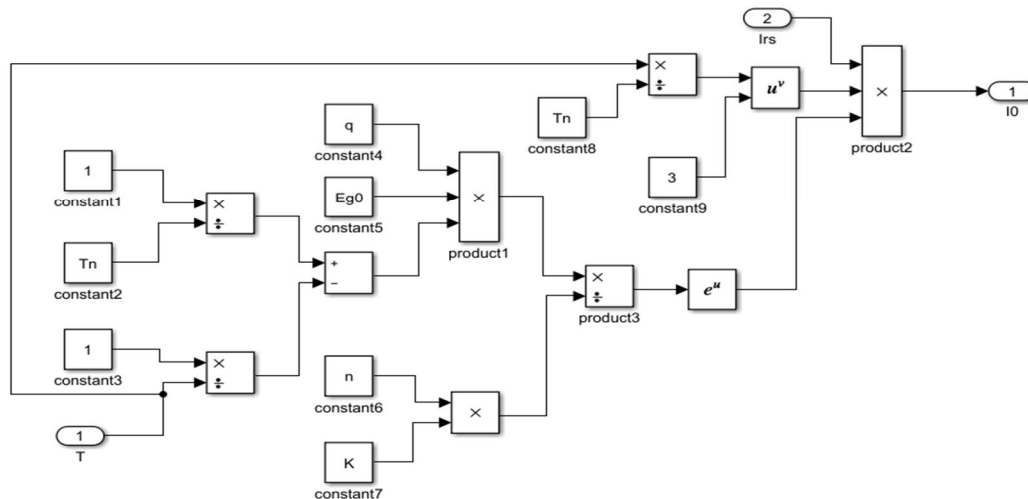 2
Irs
×
÷
Tn
constant8
u^v
×
product2
1
I0
q
constant4
3
constant9
1
constant1
×
÷
Eg0
constant5
×
product1
Tn
constant2
+
−
×
÷
product3
e^u
1
constant3
×
÷
n
constant6
×
1
T
K
constant7